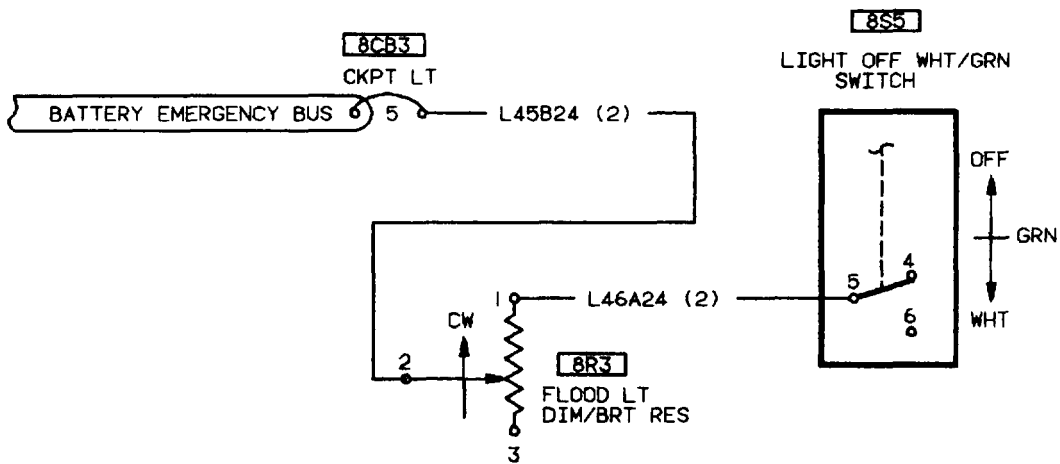 8CB3
CKPT LT
BATTERY EMERGENCY BUS
5
L45B24 (2)
8S5
LIGHT OFF WHT/GRN
SWITCH
OFF
GRN
WHT
4
5
6
1
L46A24 (2)
CW
2
8R3
FLOOD LT
DIM/BRT RES
3